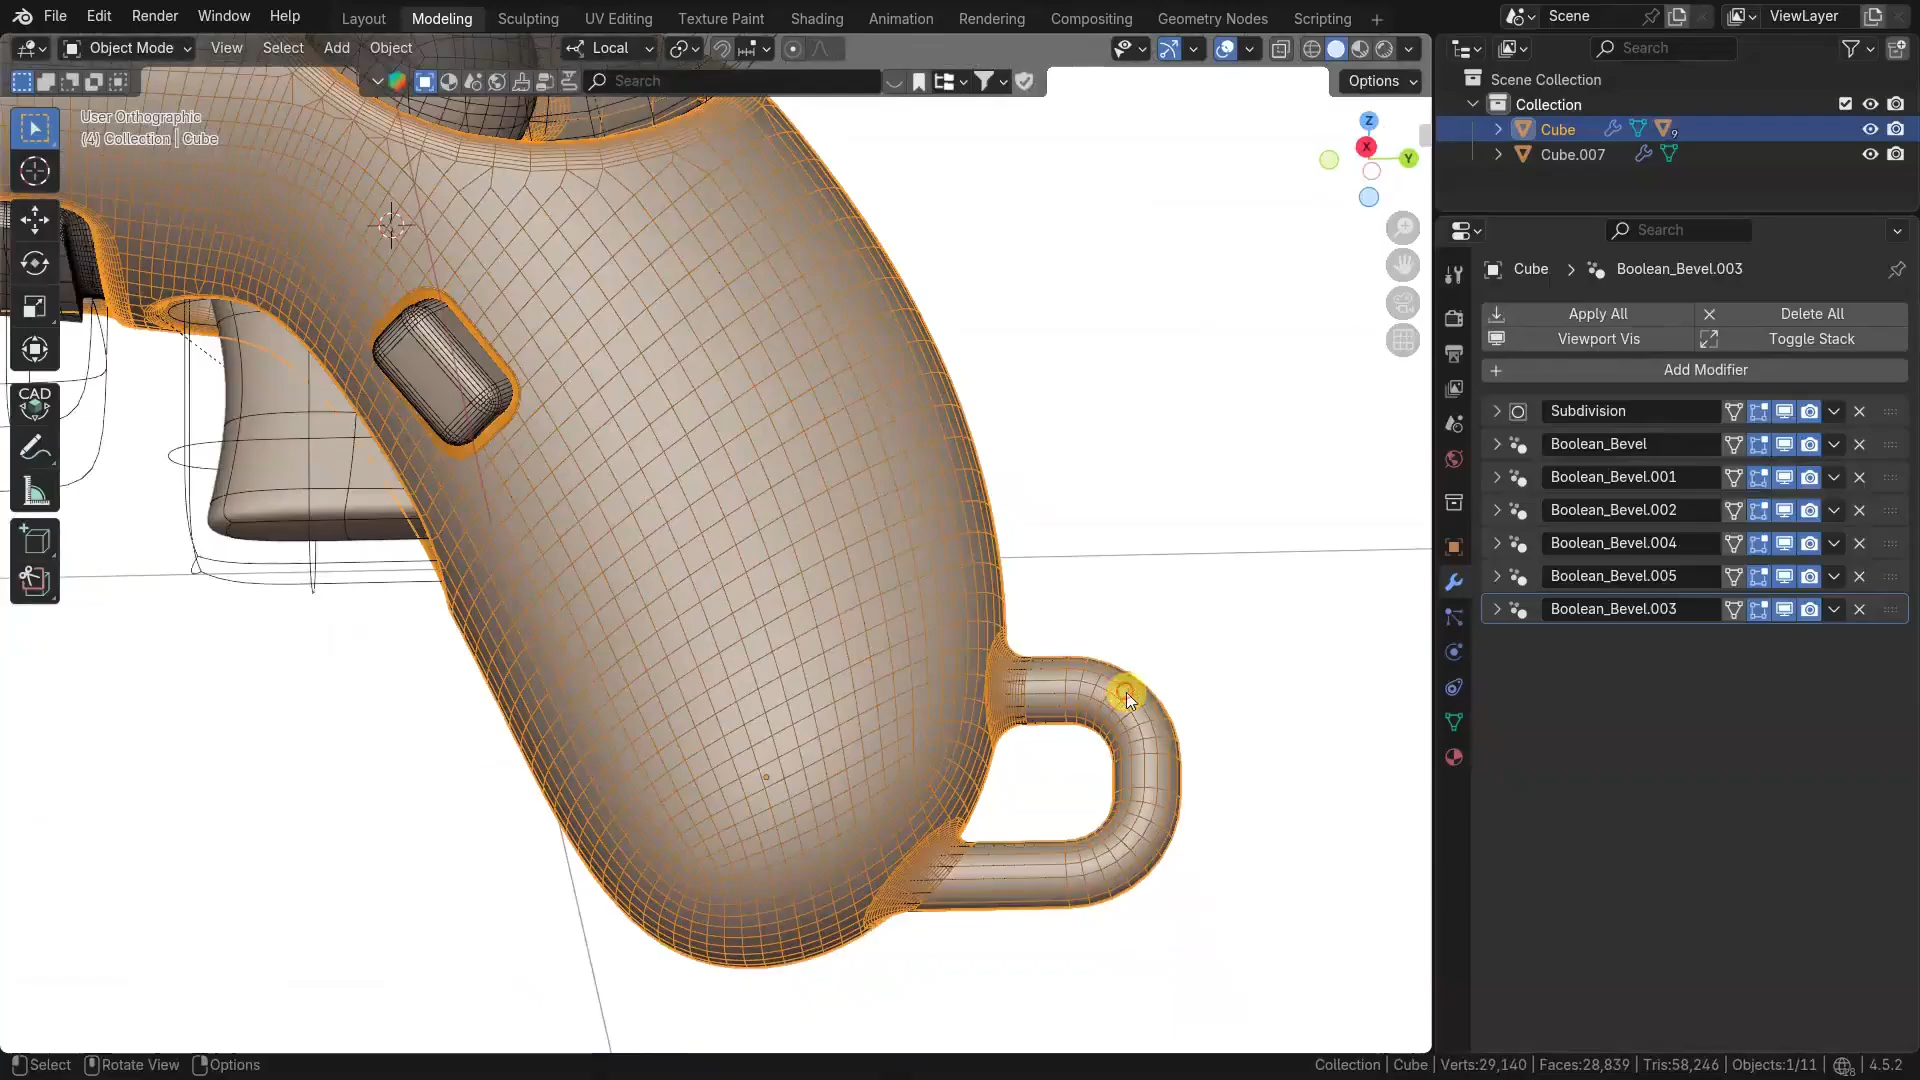 File Edit Render Window Help Layout Modeling Sculpting UV Editing Texture Paint Shading Animation Rendering Compositing Geometry Nodes Scripting + Scene ViewLayer
Object Mode View Select Add Object Local Search
Search Options
User Orthographic
(4) Collection | Cube
Z
X
Y
CAD
Scene Collection
Collection
Cube 9
Cube.007
Search
Cube > Boolean_Bevel.003
Apply All Delete All
Viewport Vis Toggle Stack
Add Modifier
Subdivision
Boolean_Bevel
Boolean_Bevel.001
Boolean_Bevel.002
Boolean_Bevel.004
Boolean_Bevel.005
Boolean_Bevel.003
Select Rotate View Options Collection | Cube | Verts:29,140 | Faces:28,839 | Tris:58,246 | Objects:1/11 | 18 4.5.2